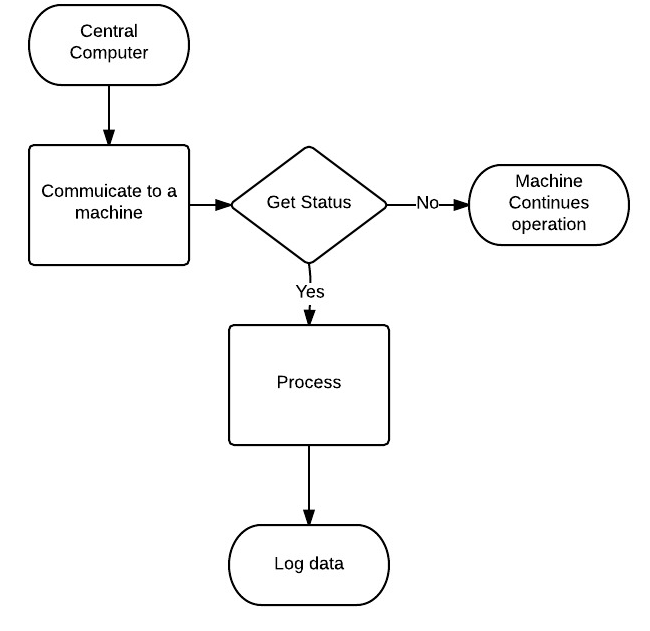 Central
Computer
Commuicate to a
machine
Get Status
No
Machine
Continues
operation
Yes
Process
Log data